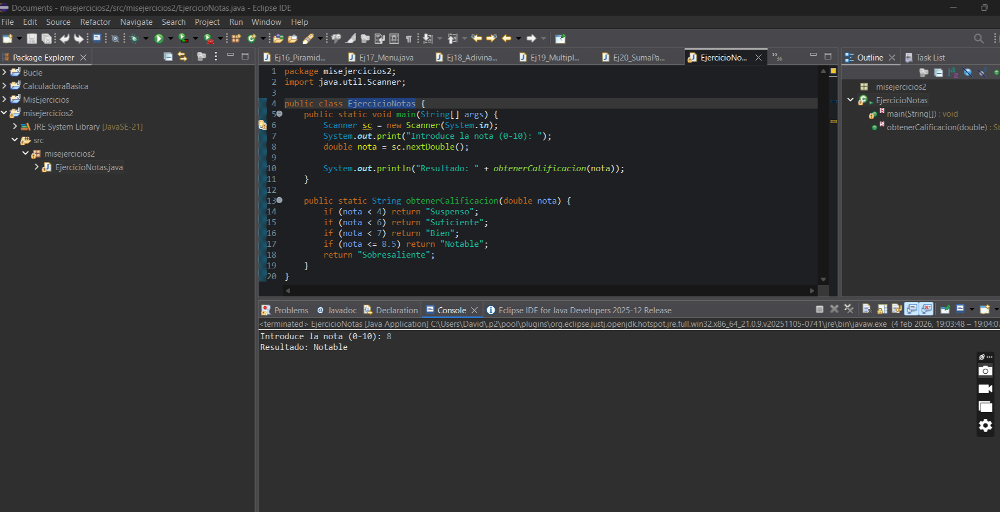 Documents - misejercicios2/src/misejercicios2/EjercicioNotas.java - Eclipse IDE
File Edit Source Refactor Navigate Search Project Run Window Help
Package Explorer
Bucle
CalculadoraBasica
MisEjercicios
misejercicios2
JRE System Library [JavaSE-21]
src
misejercicios2
EjercicioNotas.java
Ej16_Piramid... Ej17_Menu.java Ej18_Adivina... Ej19_Multipl... Ej20_SumaPa... EjercicioNo... »36
1 package misejercicios2;
2 import java.util.Scanner;
3
4 public class EjercicioNotas {
5 public static void main(String[] args) {
6 Scanner sc = new Scanner(System.in);
7 System.out.print("Introduce la nota (0-10): ");
8 double nota = sc.nextDouble();
9
10 System.out.println("Resultado: " + obtenerCalificacion(nota));
11 }
12
13 public static String obtenerCalificacion(double nota) {
14 if (nota < 4) return "Suspenso";
15 if (nota < 6) return "Suficiente";
16 if (nota < 7) return "Bien";
17 if (nota <= 8.5) return "Notable";
18 return "Sobresaliente";
19 }
20 }
Outline Task List
misejercicios2
EjercicioNotas
main(String[]) : void
obtenerCalificacion(double) : St
Problems Javadoc Declaration Console Eclipse IDE for Java Developers 2025-12 Release
<terminated> EjercicioNotas [Java Application] C:\Users\David\.p2\pool\plugins\org.eclipse.justj.openjdk.hotspot.jre.full.win32.x86_64_21.0.9.v20251105-0741\jre\bin\javaw.exe (4 feb 2026, 19:03:48 – 19:04:07
Introduce la nota (0-10): 8
Resultado: Notable